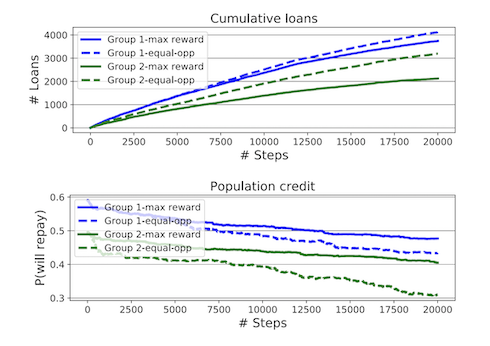 Cumulative loans
4000
3000
2000
1000
0
# Loans
Group 1-max reward
Group 1-equal-opp
Group 2-max reward
Group 2-equal-opp
0 2500 5000 7500 10000 12500 15000 17500 20000
# Steps
Population credit
0.6
0.5
0.4
0.3
P(will repay)
Group 1-max reward
Group 1-equal-opp
Group 2-max reward
Group 2-equal-opp
0 2500 5000 7500 10000 12500 15000 17500 20000
# Steps